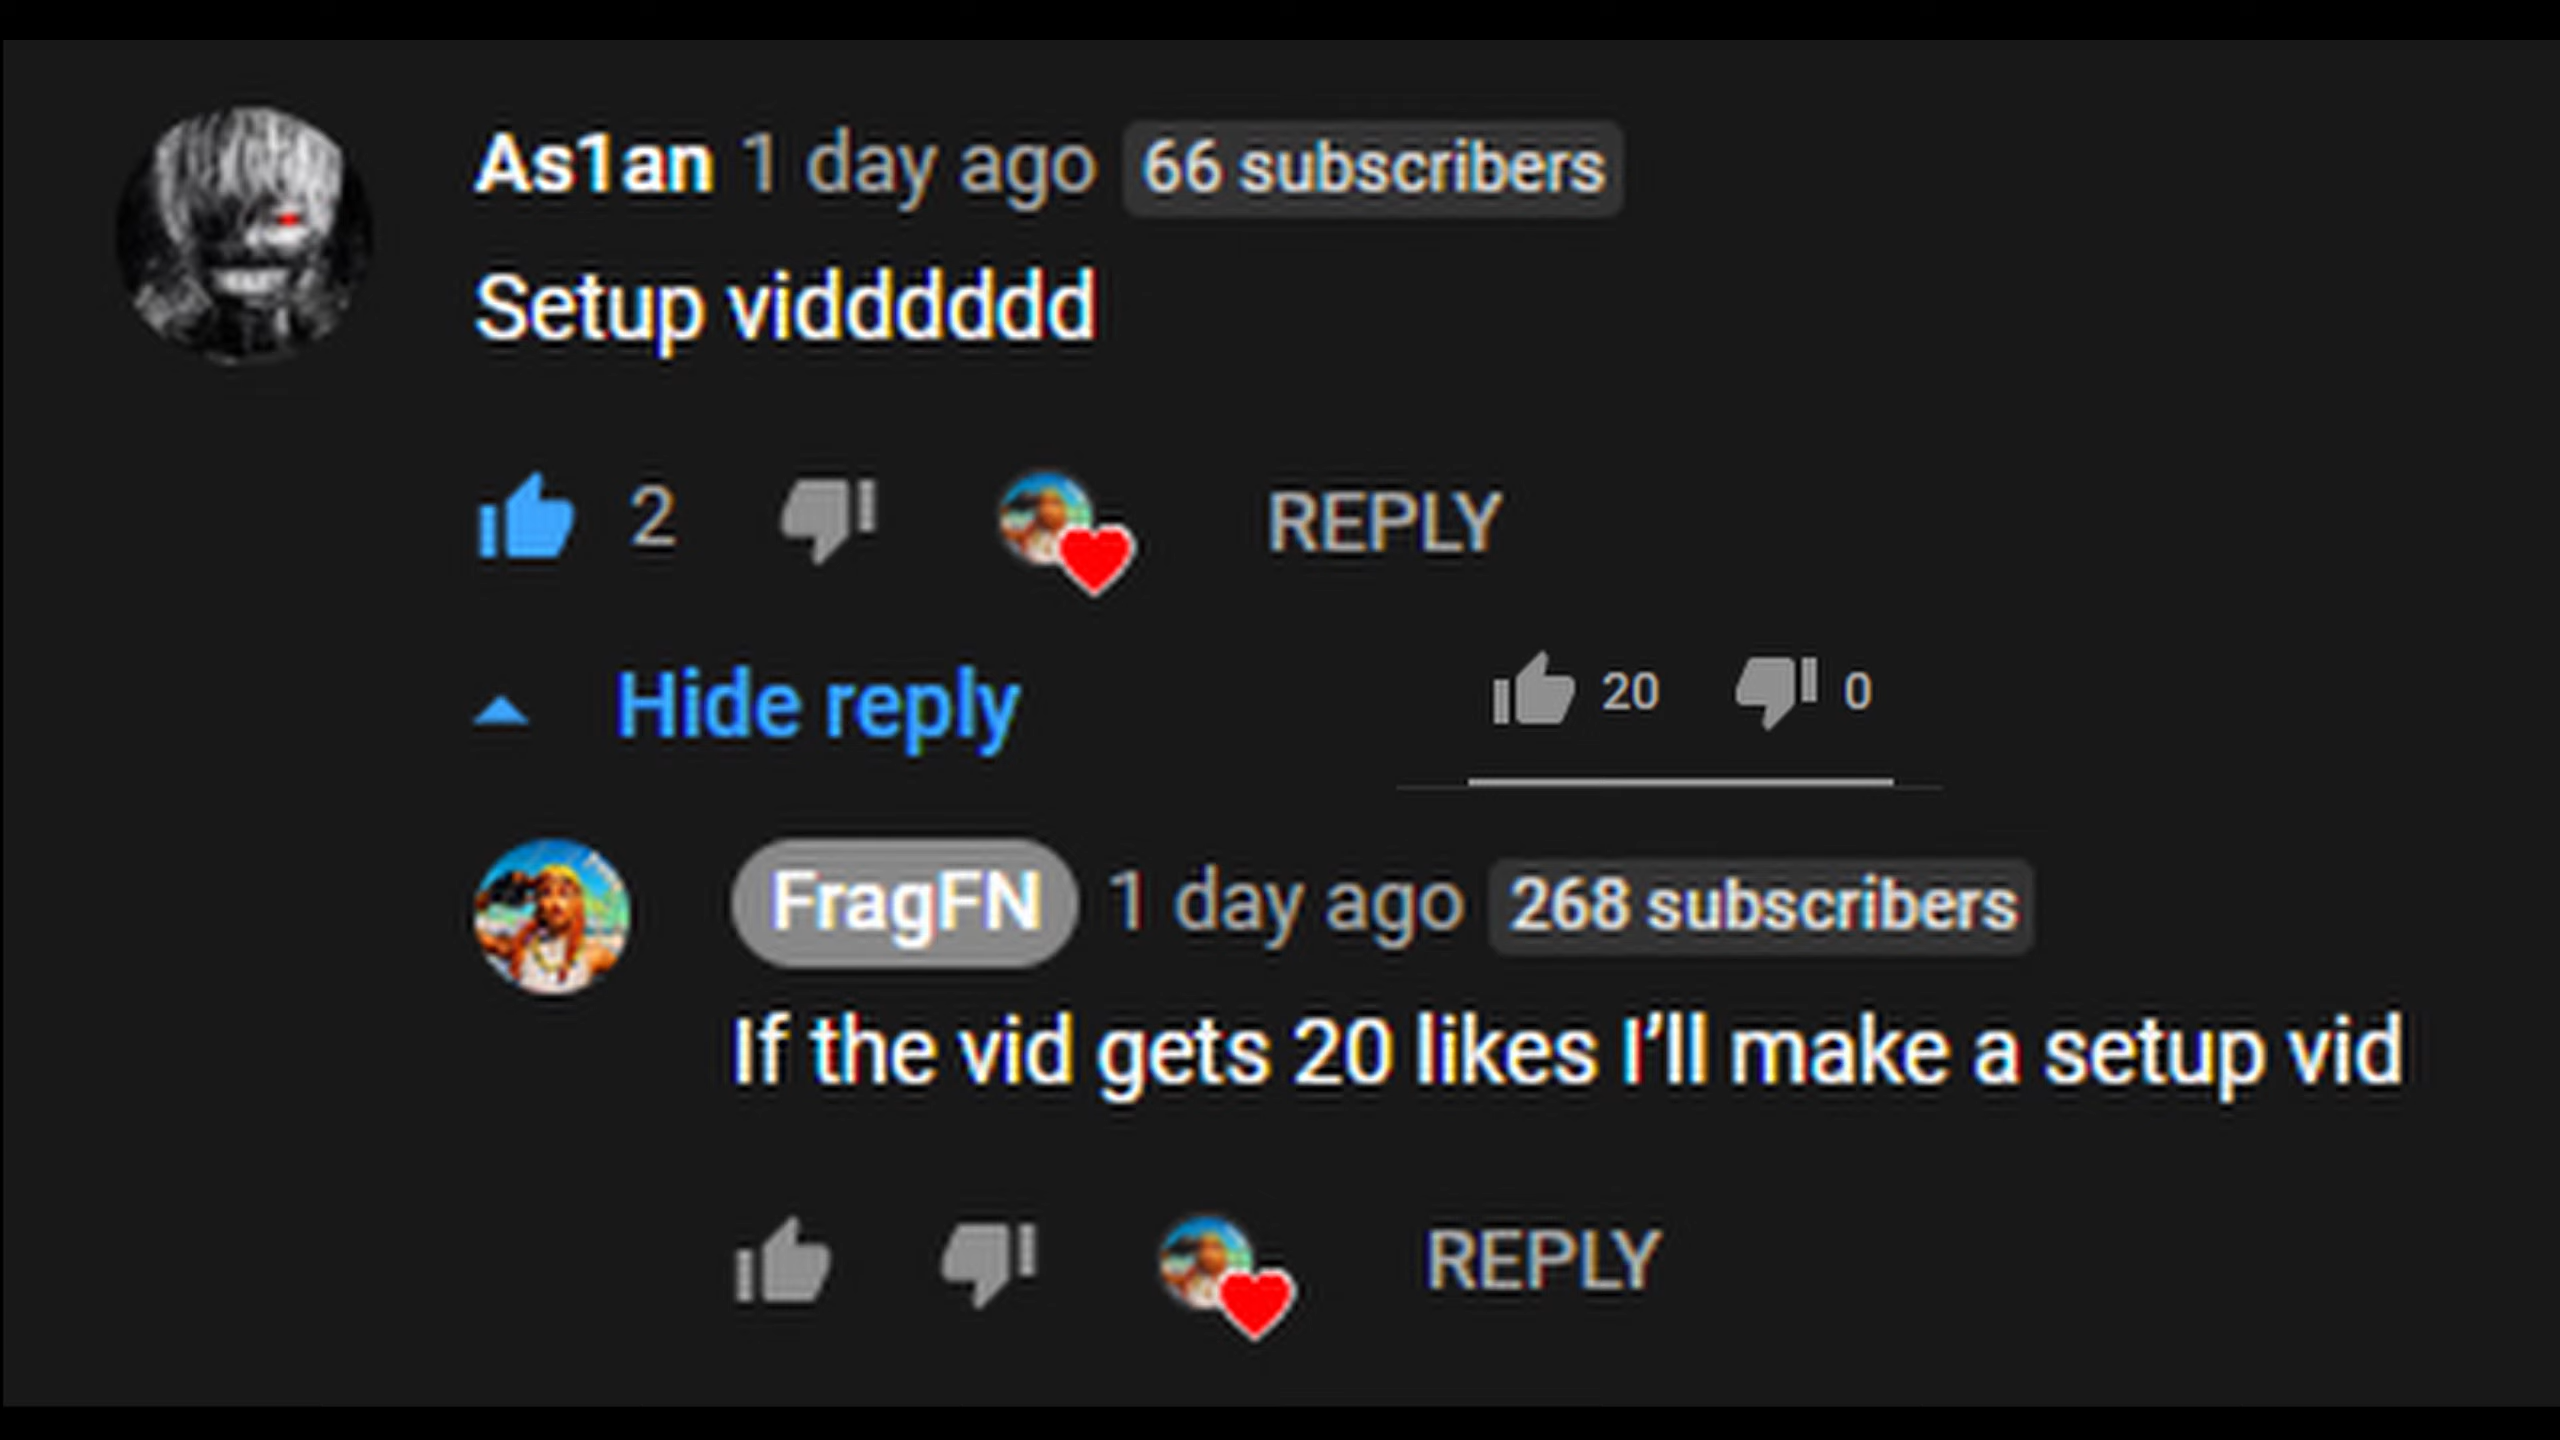 As1an 1 day ago 66 subscribers
Setup vidddddd
2 REPLY
Hide reply
20 0
FragFN 1 day ago 268 subscribers
If the vid gets 20 likes I’ll make a setup vid
REPLY